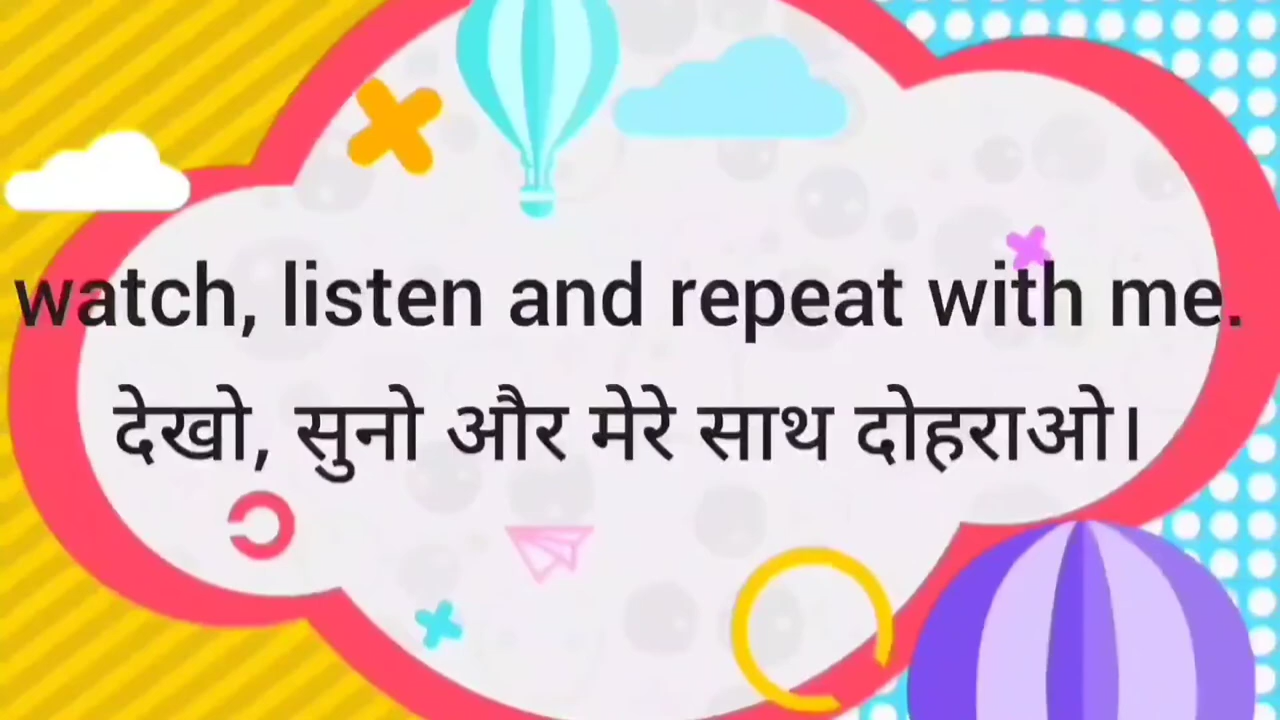 watch, listen and repeat with me.
देखो, सुनो और मेरे साथ दोहराओ।